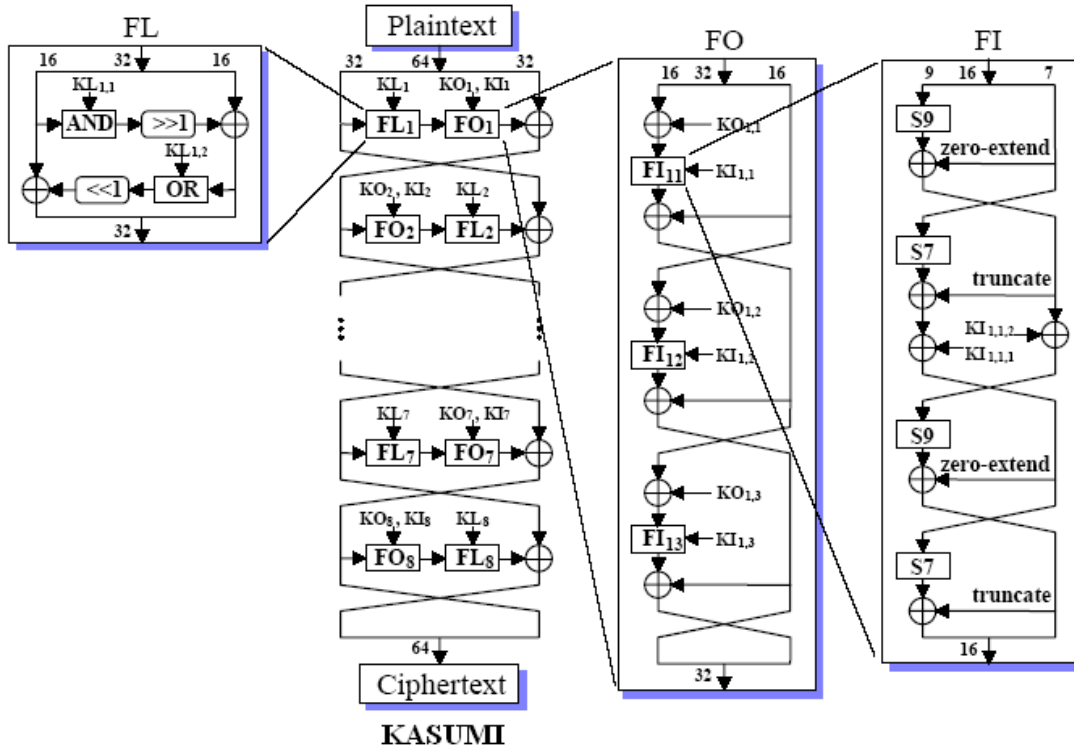 FL
16 32 16
KL1,1
AND >>1
KL1,2
<<1 OR
32
Plaintext
32 64 32
KL1 KO1, KI1
FL1 FO1
KO2, KI2 KL2
FO2 FL2
KL7 KO7, KI7
FL7 FO7
KO8, KI8 KL8
FO8 FL8
64
Ciphertext
KASUMI
FO
16 32 16
KO1,1
FI11 KI1,1
KO1,2
FI12 KI1,2
KO1,3
FI13 KI1,3
32
FI
9 16 7
S9
zero-extend
S7
truncate
KI1,1,2
KI1,1,1
S9
zero-extend
S7
truncate
16